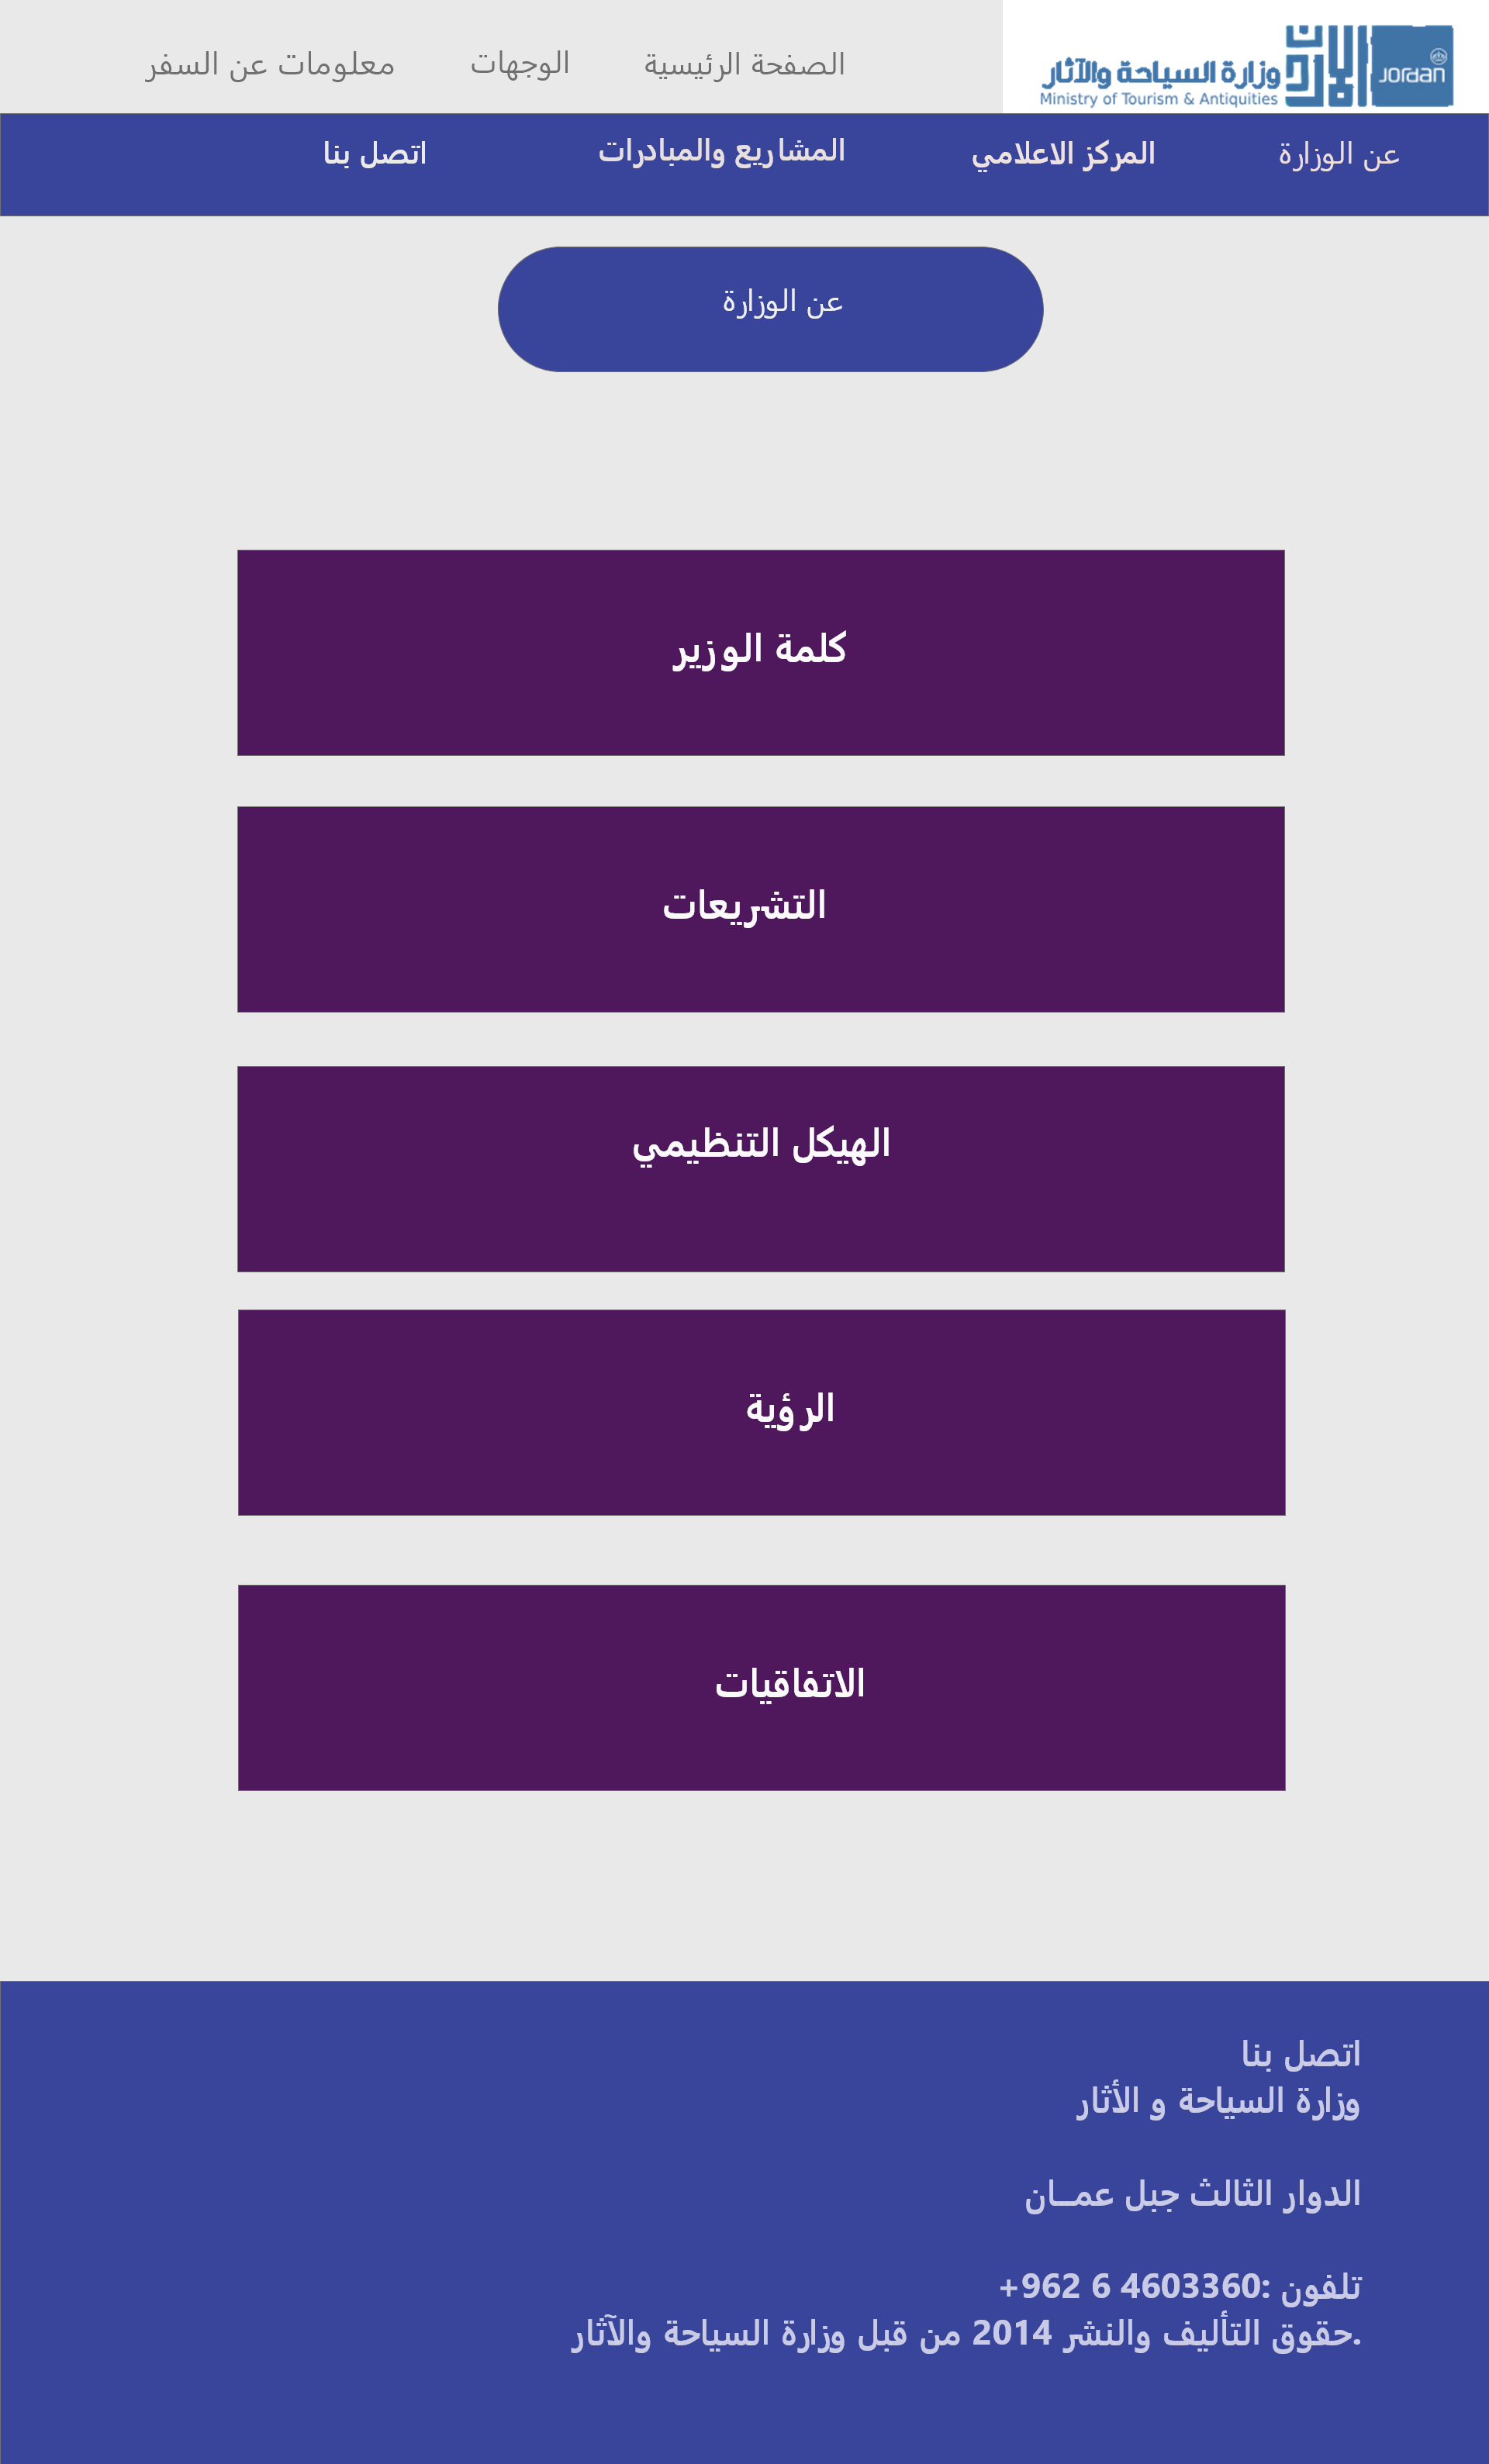 الصفحة الرئيسية
الوجهات
معلومات عن السفر
الأردن
JORDAN
وزارة السياحة والآثار
Ministry of Tourism & Antiquities
عن الوزارة
المركز الاعلامي
المشاريع والمبادرات
اتصل بنا
عن الوزارة
كلمة الوزير
التشريعات
الهيكل التنظيمي
الرؤية
الاتفاقيات
اتصل بنا
وزارة السياحة و الأثار
الدوار الثالث جبل عمــان
تلفون :4603360 6 962+
.حقوق التأليف والنشر 2014 من قبل وزارة السياحة والآثار